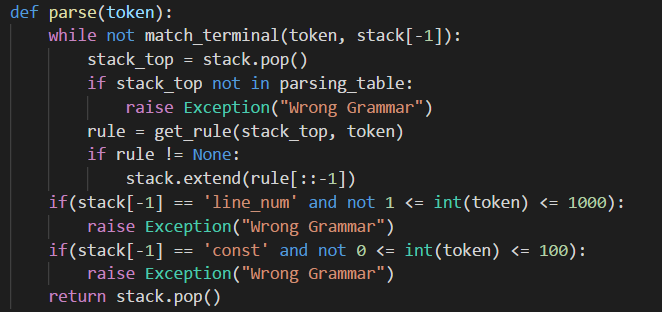 def parse(token):
    while not match_terminal(token, stack[-1]):
        stack_top = stack.pop()
        if stack_top not in parsing_table:
            raise Exception("Wrong Grammar")
        rule = get_rule(stack_top, token)
        if rule != None:
            stack.extend(rule[::-1])
    if(stack[-1] == 'line_num' and not 1 <= int(token) <= 1000):
        raise Exception("Wrong Grammar")
    if(stack[-1] == 'const' and not 0 <= int(token) <= 100):
        raise Exception("Wrong Grammar")
    return stack.pop()